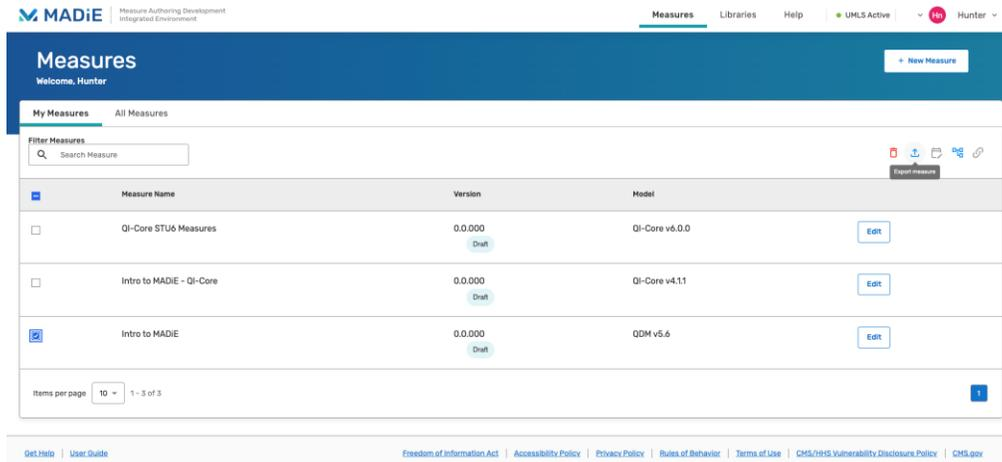 MADiE Measure Authoring Development
Integrated Environment
Measures Libraries Help UMLS Active Hn Hunter
Measures
Welcome, Hunter
+ New Measure
My Measures All Measures
Filter Measures
Search Measure
Export measure
Measure Name Version Model
QI-Core STU6 Measures 0.0.000 QI-Core v6.0.0 Edit
Draft
Intro to MADiE - QI-Core 0.0.000 QI-Core v4.1.1 Edit
Draft
Intro to MADiE 0.0.000 QDM v5.6 Edit
Draft
Items per page 10 1 - 3 of 3 1
Get Help User Guide Freedom of Information Act Accessibility Policy Privacy Policy Rules of Behavior Terms of Use CMS/HHS Vulnerability Disclosure Policy CMS.gov